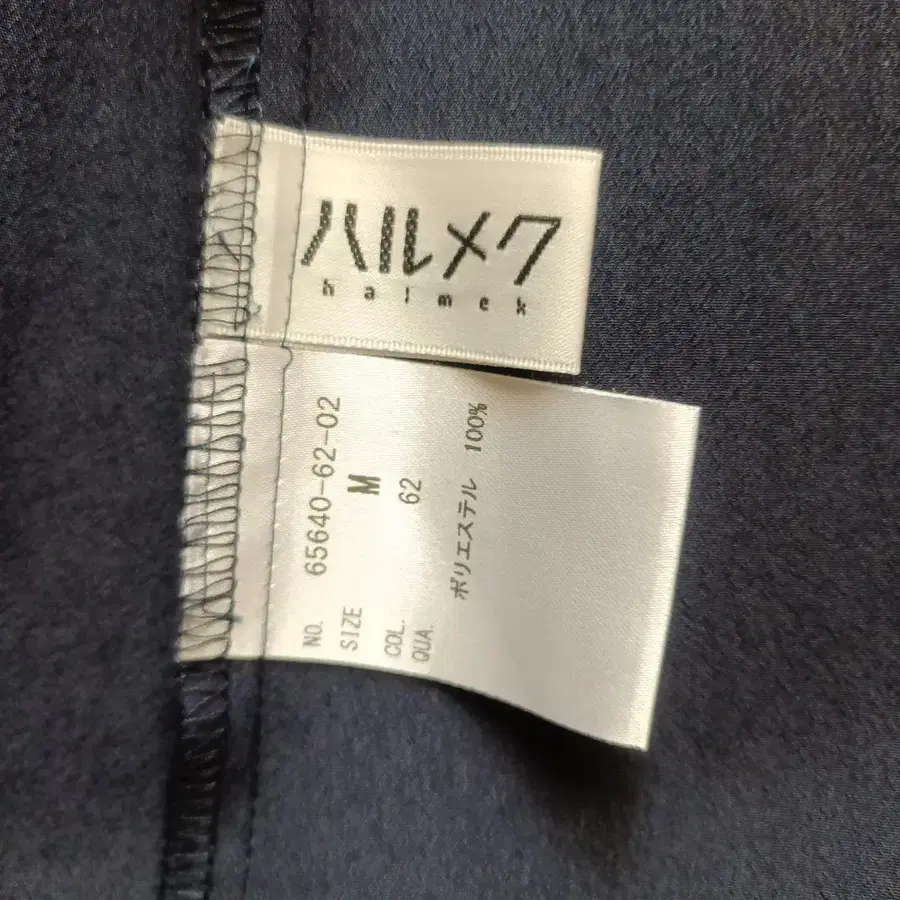 ハルメク
halmek
NO. 65640-62-02
SIZE M
COL. 62
QUA. ポリエステル 100%